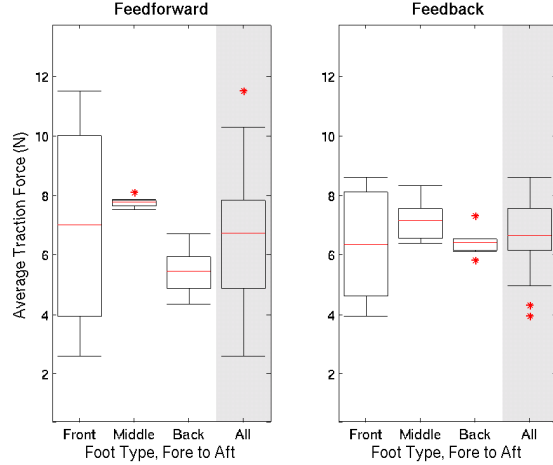 Feedforward
Feedback
Average Traction Force (N)
12
10
8
6
4
2
Front Middle Back All
Foot Type, Fore to Aft
12
10
8
6
4
2
Front Middle Back All
Foot Type, Fore to Aft